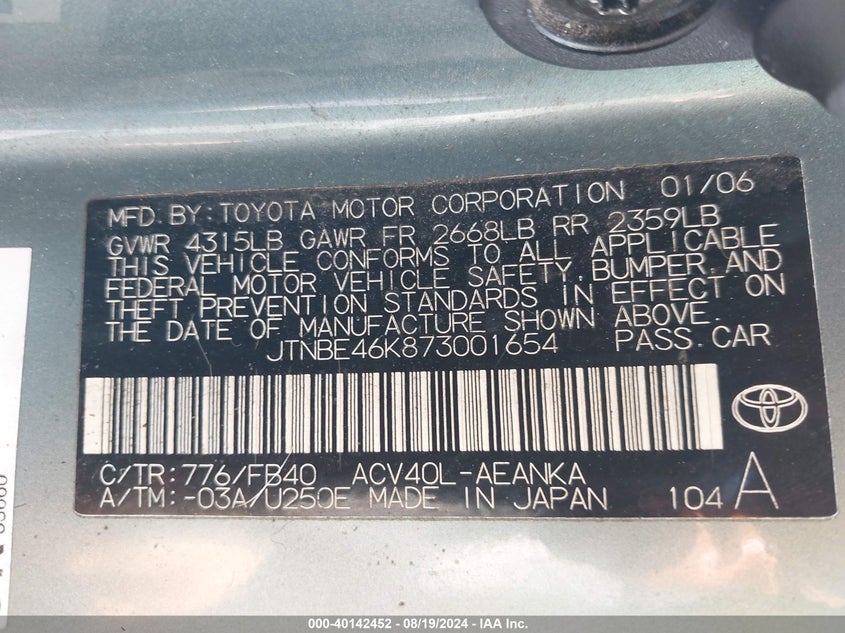 MFD.BY:TOYOTA MOTOR CORPORATION 01/06
GVWR 4315LB GAWR FR 2668LB RR 2359LB
THIS VEHICLE CONFORMS TO ALL APPLICABLE
FEDERAL MOTOR VEHICLE SAFETY,BUMPER,AND
THEFT PREVENTION STANDARDS IN EFFECT ON
THE DATE OF MANUFACTURE SHOWN ABOVE.
JTNBE46K873001654 PASS.CAR
C/TR:776/FB40 ACV40L-AEANKA
A/TM:-03A/U250E MADE IN JAPAN 104 A
000-40142452 - 08/19/2024 - IAA Inc.